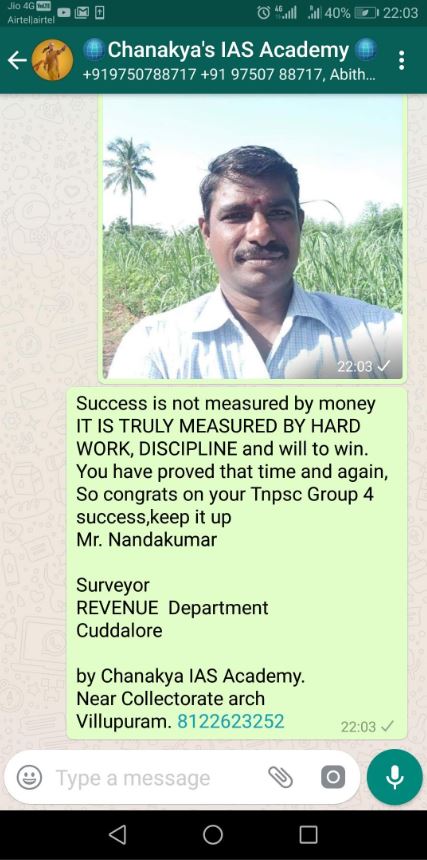 Jio 4G VoLTE
Airtel|airtel
4G
40%
22:03
Chanakya's IAS Academy
+919750788717 +91 97507 88717, Abith...
22:03
Success is not measured by money
IT IS TRULY MEASURED BY HARD
WORK, DISCIPLINE and will to win.
You have proved that time and again,
So congrats on your Tnpsc Group 4
success,keep it up
Mr. Nandakumar
Surveyor
REVENUE Department
Cuddalore
by Chanakya IAS Academy.
Near Collectorate arch
Villupuram. 8122623252
22:03
Type a message